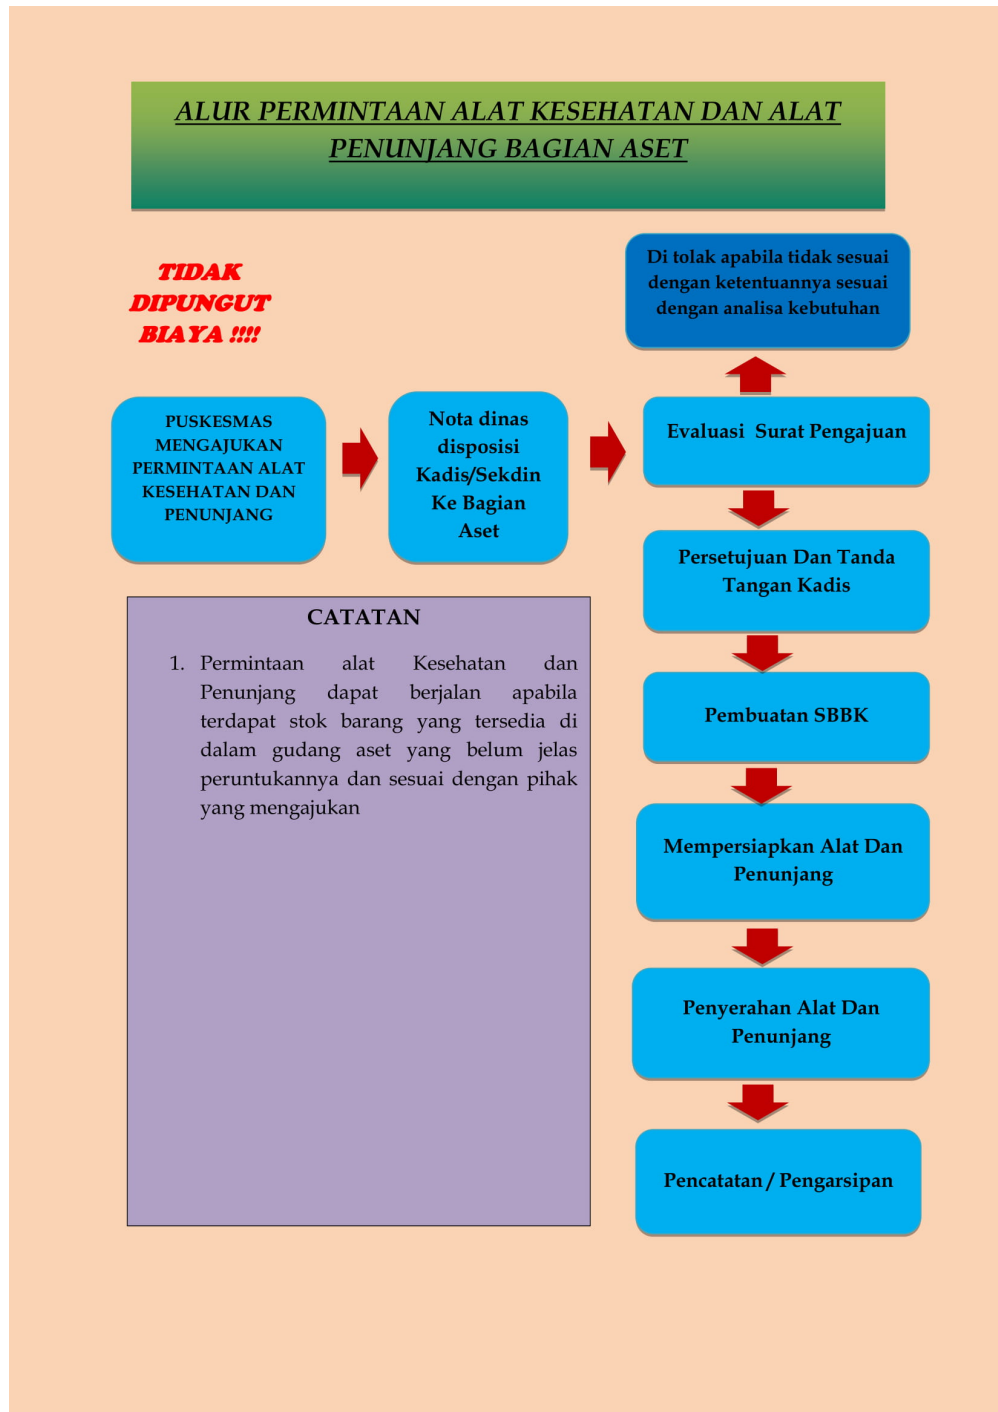 ALUR PERMINTAAN ALAT KESEHATAN DAN ALAT
PENUNJANG BAGIAN ASET
TIDAK
DIPUNGUT
BIAYA !!!!
Di tolak apabila tidak sesuai
dengan ketentuannya sesuai
dengan analisa kebutuhan
PUSKESMAS
MENGAJUKAN
PERMINTAAN ALAT
KESEHATAN DAN
PENUNJANG
Nota dinas
disposisi
Kadis/Sekdin
Ke Bagian
Aset
Evaluasi Surat Pengajuan
Persetujuan Dan Tanda
Tangan Kadis
Pembuatan SBBK
Mempersiapkan Alat Dan
Penunjang
Penyerahan Alat Dan
Penunjang
Pencatatan / Pengarsipan
CATATAN
1. Permintaan alat Kesehatan dan
Penunjang dapat berjalan apabila
terdapat stok barang yang tersedia di
dalam gudang aset yang belum jelas
peruntukannya dan sesuai dengan pihak
yang mengajukan